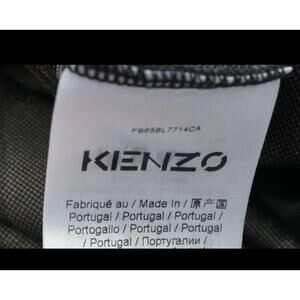 FB65BL7714CA
KENZO
Fabriqué au / Made in / 原产国
Portugal / Portugal / Portugal /
Portogallo / Portugal / Portugal
Portugal / Португалии /